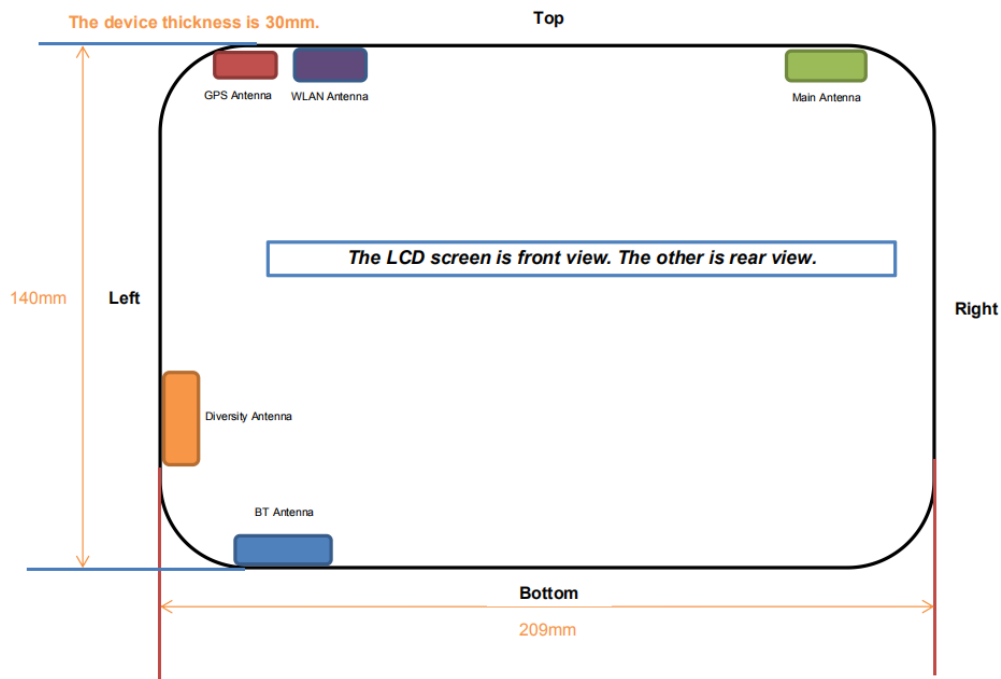 The device thickness is 30mm.
Top
GPS Antenna
WLAN Antenna
Main Antenna
The LCD screen is front view. The other is rear view.
140mm
Left
Right
Diversity Antenna
BT Antenna
Bottom
209mm